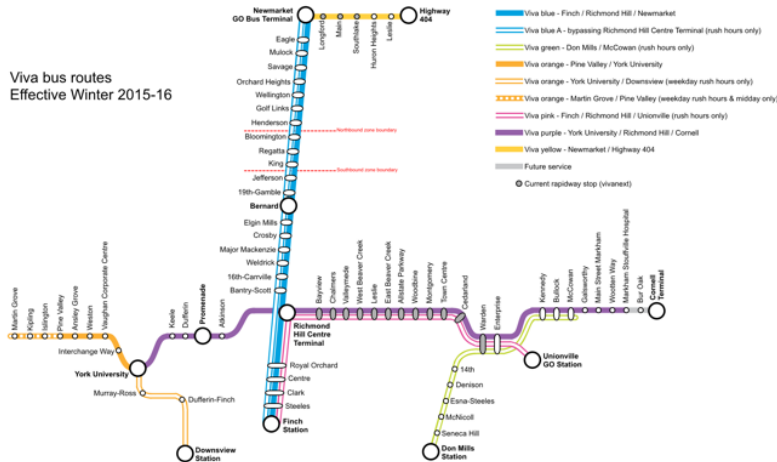 Newmarket
GO Bus Terminal
Highway
404
Longford
Main
Southlake
Huron Heights
Leslie
Viva blue - Finch / Richmond Hill / Newmarket
Viva blue A - bypassing Richmond Hill Centre Terminal (rush hours only)
Viva green - Don Mills / McCowan (rush hours only)
Viva orange - Pine Valley / York University
Viva orange - York University / Downsview (weekday rush hours only)
Viva orange - Martin Grove / Pine Valley (weekday rush hours & midday only)
Viva pink - Finch / Richmond Hill / Unionville (rush hours only)
Viva purple - York University / Richmond Hill / Cornell
Viva yellow - Newmarket / Highway 404
Future service
Current rapidway stop (vivanext)
Viva bus routes
Effective Winter 2015-16
Eagle
Mulock
Savage
Orchard Heights
Wellington
Golf Links
Henderson
Northbound zone boundary
Bloomington
Regatta
King
Southbound zone boundary
Jefferson
19th-Gamble
Bernard
Elgin Mills
Crosby
Major Mackenzie
Weldrick
16th-Carrville
Bantry-Scott
Martin Grove
Kipling
Islington
Pine Valley
Ansley Grove
Weston
Vaughan Corporate Centre
Interchange Way
York University
Murray-Ross
Dufferin-Finch
Downsview
Station
Keele
Dufferin
Promenade
Atkinson
Richmond
Hill Centre
Terminal
Royal Orchard
Centre
Clark
Steeles
Finch
Station
Bayview
Chalmers
Valleymede
West Beaver Creek
Leslie
East Beaver Creek
Allstate Parkway
Woodbine
Montgomery
Town Centre
Cedarland
Warden
Enterprise
Unionville
GO Station
14th
Denison
Esna-Steeles
McNicoll
Seneca Hill
Don Mills
Station
Kennedy
Bullock
McCowan
Galsworthy
Main Street Markham
Wootten Way
Markham Stouffville Hospital
Bur Oak
Cornell
Terminal